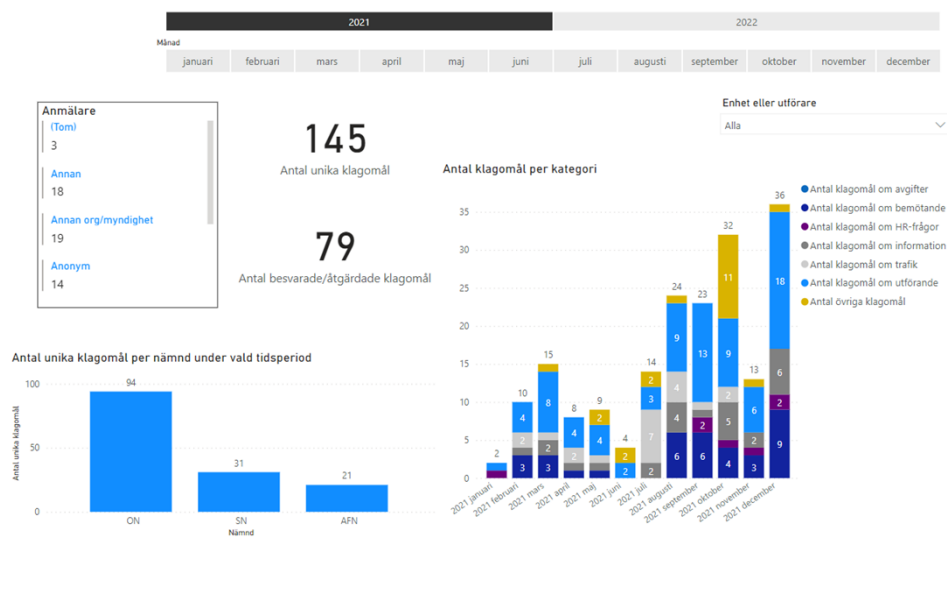 2021
2022
Månad
januari
februari
mars
april
maj
juni
juli
augusti
september
oktober
november
december
Anmälare
(Tom)
3
Annan
18
Annan org/myndighet
19
Anonym
14
145
Antal unika klagomål
79
Antal besvarade/åtgärdade klagomål
Enhet eller utförare
Alla
Antal klagomål per kategori
Antal klagomål om avgifter
Antal klagomål om bemötande
Antal klagomål om HR-frågor
Antal klagomål om information
Antal klagomål om trafik
Antal klagomål om utförande
Antal övriga klagomål
35
30
25
20
15
10
5
0
2
10
4
2
3
15
8
2
3
8
4
2
9
2
4
4
2
2
14
2
3
7
2
24
9
4
4
6
23
13
2
6
32
11
9
2
5
4
13
6
2
3
36
18
6
2
9
2021 januari
2021 februari
2021 mars
2021 april
2021 maj
2021 juni
2021 juli
2021 augusti
2021 september
2021 oktober
2021 november
2021 december
Antal unika klagomål per nämnd under vald tidsperiod
Antal unika klagomål
100
50
0
94
31
21
ON
SN
AFN
Nämnd